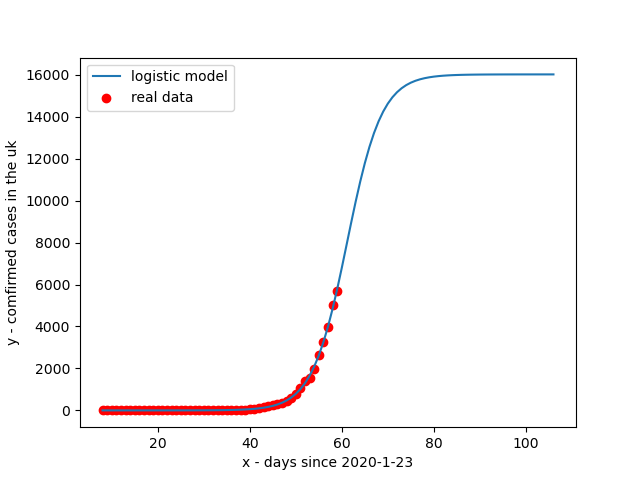 logistic model
real data
16000
14000
12000
10000
8000
6000
4000
2000
0
y - comfirmed cases in the uk
20 40 60 80 100
x - days since 2020-1-23